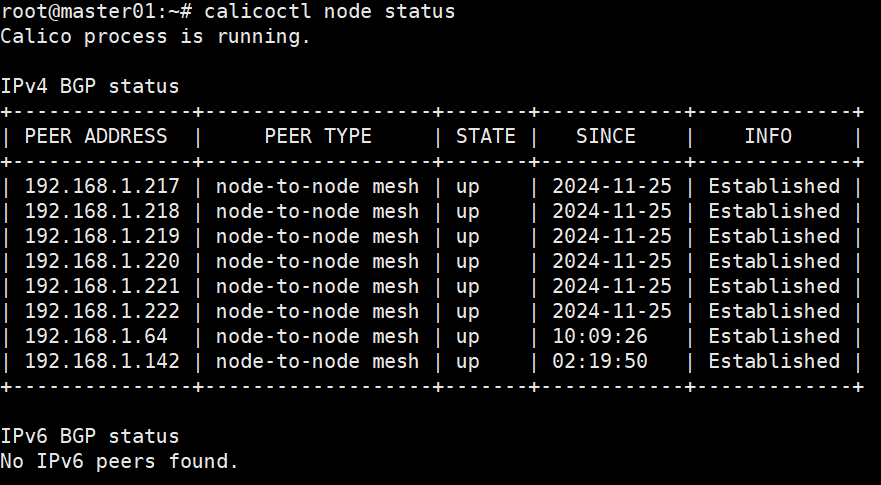 root@master01:~# calicoctl node status
Calico process is running.

IPv4 BGP status
+---------------+-------------------+-------+------------+-------------+
| PEER ADDRESS  |     PEER TYPE     | STATE |   SINCE    |    INFO     |
+---------------+-------------------+-------+------------+-------------+
| 192.168.1.217 | node-to-node mesh | up    | 2024-11-25 | Established |
| 192.168.1.218 | node-to-node mesh | up    | 2024-11-25 | Established |
| 192.168.1.219 | node-to-node mesh | up    | 2024-11-25 | Established |
| 192.168.1.220 | node-to-node mesh | up    | 2024-11-25 | Established |
| 192.168.1.221 | node-to-node mesh | up    | 2024-11-25 | Established |
| 192.168.1.222 | node-to-node mesh | up    | 2024-11-25 | Established |
| 192.168.1.64  | node-to-node mesh | up    | 10:09:26   | Established |
| 192.168.1.142 | node-to-node mesh | up    | 02:19:50   | Established |
+---------------+-------------------+-------+------------+-------------+

IPv6 BGP status
No IPv6 peers found.